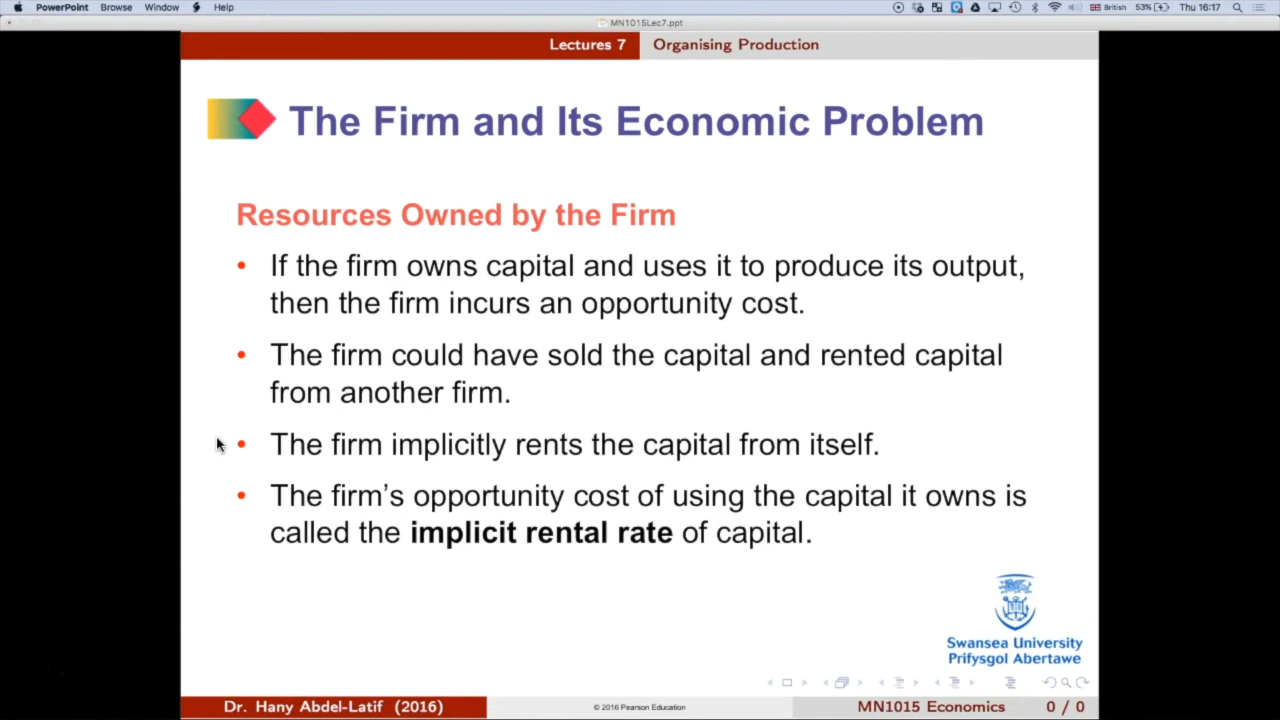 PowerPoint Browse Window Help British 53% Thu 16:17
MN1015Lec7.ppt
Lectures 7 Organising Production
The Firm and Its Economic Problem
Resources Owned by the Firm
• If the firm owns capital and uses it to produce its output,
then the firm incurs an opportunity cost.
• The firm could have sold the capital and rented capital
from another firm.
• The firm implicitly rents the capital from itself.
• The firm’s opportunity cost of using the capital it owns is
called the implicit rental rate of capital.
Swansea University
Prifysgol Abertawe
Dr. Hany Abdel-Latif (2016) © 2016 Pearson Education MN1015 Economics 0 / 0